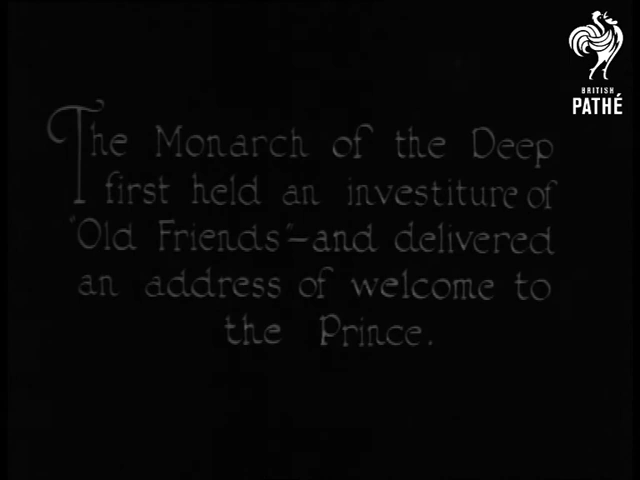 BRITISH
PATHÉ
The Monarch of the Deep
first held an investiture of
"Old Friends"—and delivered
an address of welcome to
the Prince.